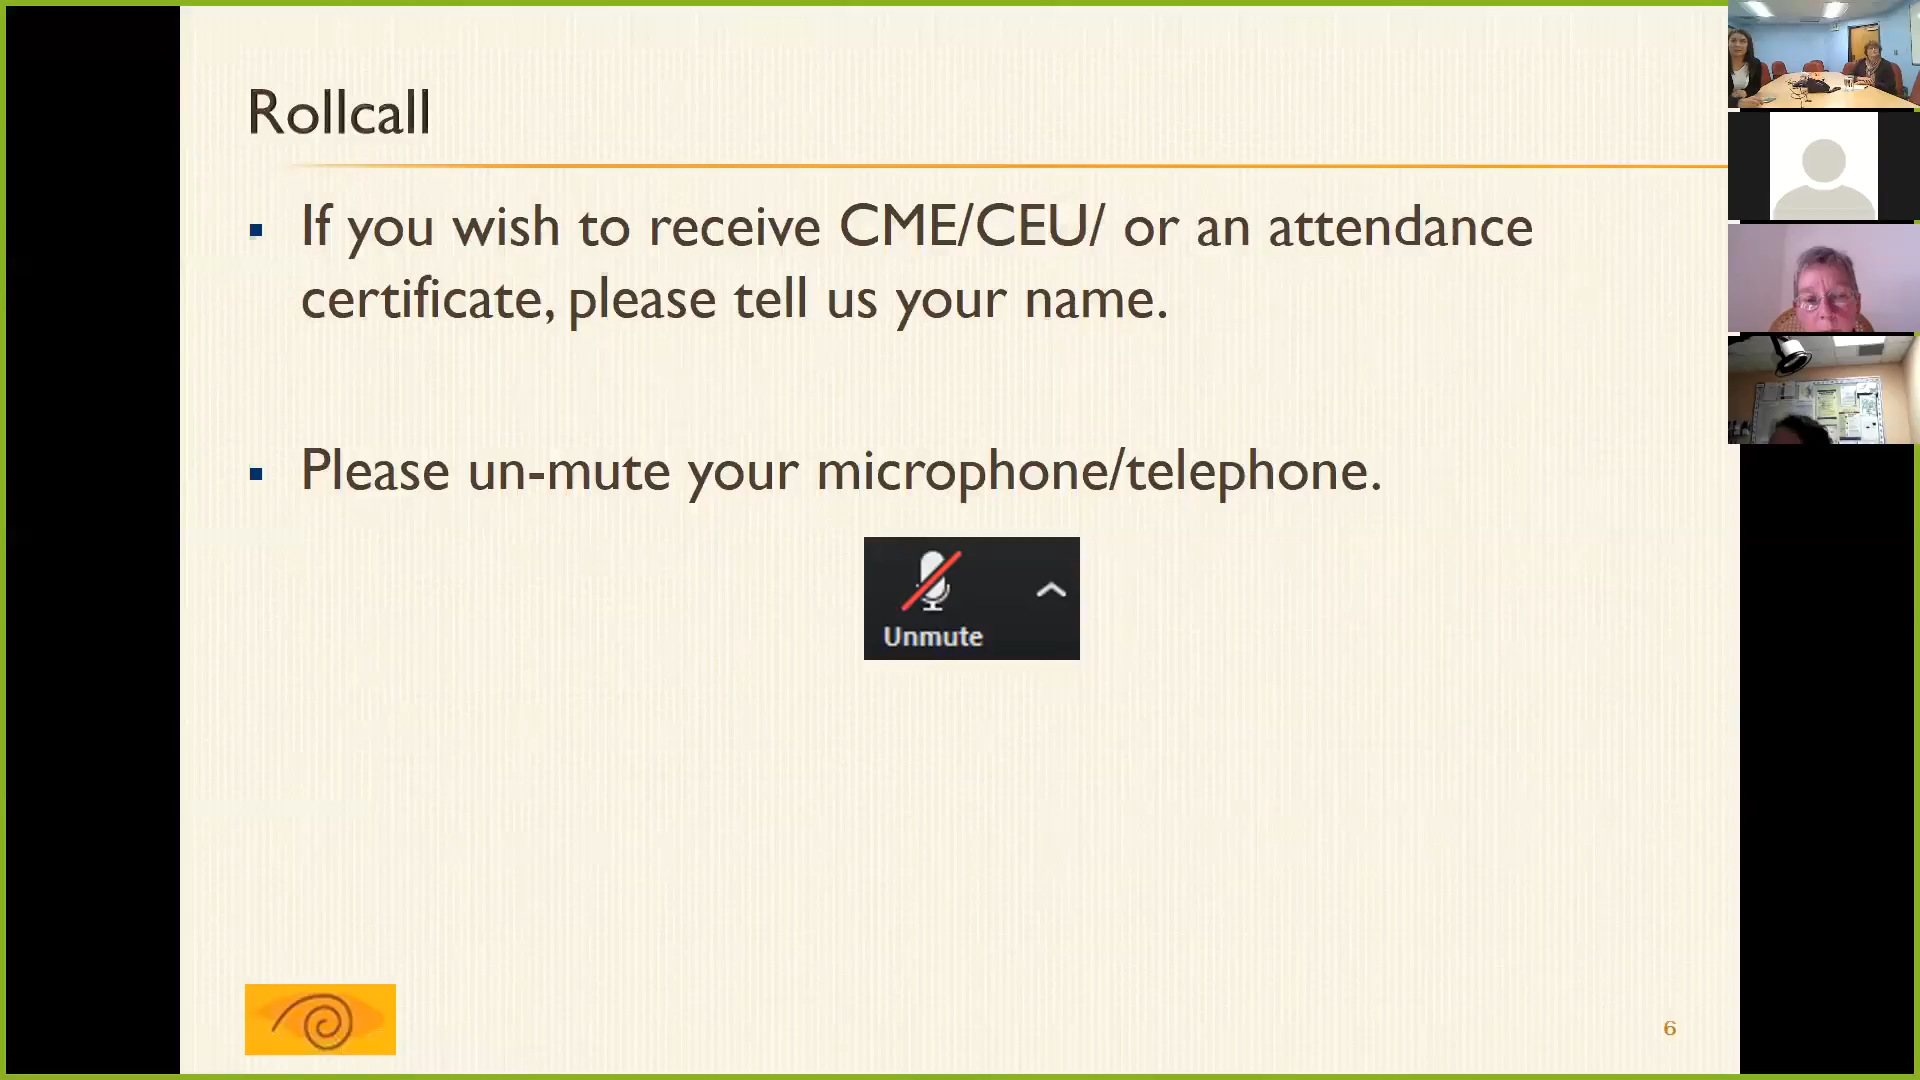 Rollcall
If you wish to receive CME/CEU/ or an attendance
certificate, please tell us your name.
Please un-mute your microphone/telephone.
Unmute
6